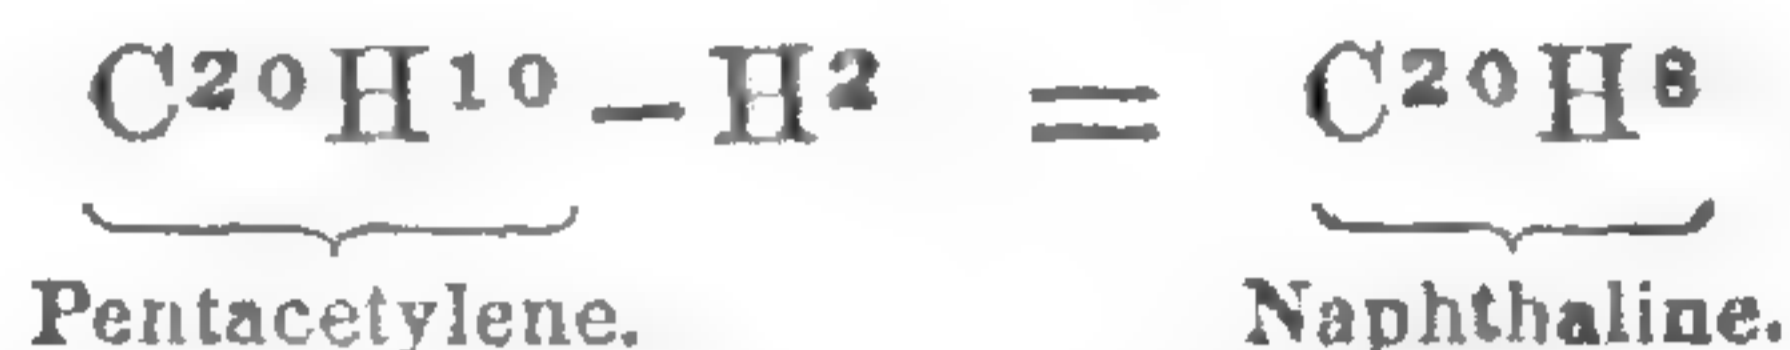 C²⁰H¹⁰ – H² = C²⁰H⁸
Pentacetylene. Naphthaline.